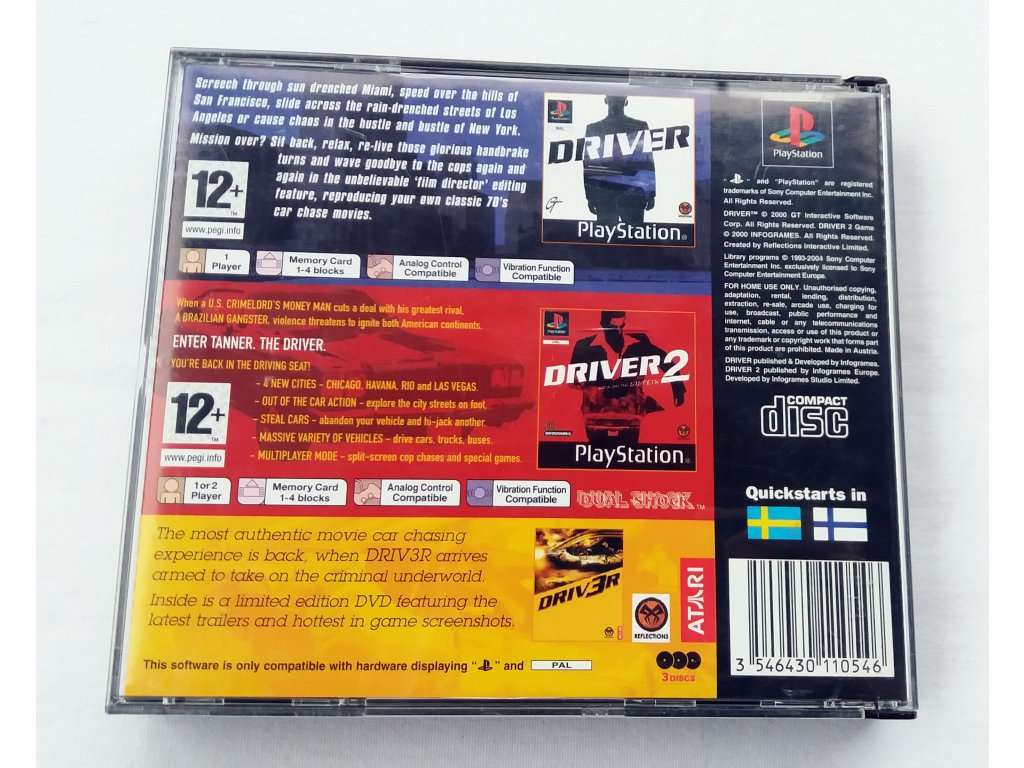 Screech through sun drenched Miami, speed over the hills of
San Francisco, slide across the rain-drenched streets of Los
Angeles or cause chaos in the hustle and bustle of New York.
Mission over? Sit back, relax, re-live those glorious handbrake
turns and wave goodbye to the cops again and
again in the unbelievable 'film director' editing
feature, reproducing your own classic 70's
car chase movies.
12+
www.pegi.info
1
Player
Memory Card
1-4 blocks
Analog Control
Compatible
Vibration Function
Compatible
PlayStation
PAL
DRIVER
GT
PlayStation
When a U.S. CRIMELORD'S MONEY MAN cuts a deal with his greatest rival,
A BRAZILIAN GANGSTER, violence threatens to ignite both American continents.
ENTER TANNER. THE DRIVER.
YOU'RE BACK IN THE DRIVING SEAT!
- 4 NEW CITIES – CHICAGO, HAVANA, RIO and LAS VEGAS.
- OUT OF THE CAR ACTION – explore the city streets on foot.
- STEAL CARS – abandon your vehicle and hi-jack another.
- MASSIVE VARIETY OF VEHICLES – drive cars, trucks, buses.
- MULTIPLAYER MODE – split-screen cop chases and special games.
12+
www.pegi.info
1 or 2
Player
Memory Card
1-4 blocks
Analog Control
Compatible
Vibration Function
Compatible
DUAL SHOCK™
PlayStation
PAL
DRIVER 2
BACK ON THE STREETS
INFOGRAMES
PlayStation
The most authentic movie car chasing
experience is back, when DRIV3R arrives
armed to take on the criminal underworld.
Inside is a limited edition DVD featuring the
latest trailers and hottest in game screenshots.
DRIV3R
REFLECTIONS
ATARI
This software is only compatible with hardware displaying " " and PAL
3 DISCS
PlayStation
" " and "PlayStation" are registered
trademarks of Sony Computer Entertainment Inc.
All Rights Reserved.
DRIVER™ © 2000 GT Interactive Software
Corp. All Rights Reserved. DRIVER 2 Game
© 2000 INFOGRAMES. All Rights Reserved.
Created by Reflections Interactive Limited.
Library programs © 1993-2004 Sony Computer
Entertainment Inc. exclusively licensed to Sony
Computer Entertainment Europe.
FOR HOME USE ONLY. Unauthorised copying,
adaptation, rental, lending, distribution,
extraction, re-sale, arcade use, charging for
use, broadcast, public performance and
internet, cable or any telecommunications
transmission, access or use of this product or
any trademark or copyright work that forms part
of this product are prohibited. Made in Austria.
DRIVER published & Developed by Infogrames.
DRIVER 2 published by Infogrames Europe.
Developed by Infogrames Studio Limited.
COMPACT
disc
Quickstarts in
3 546430 110546